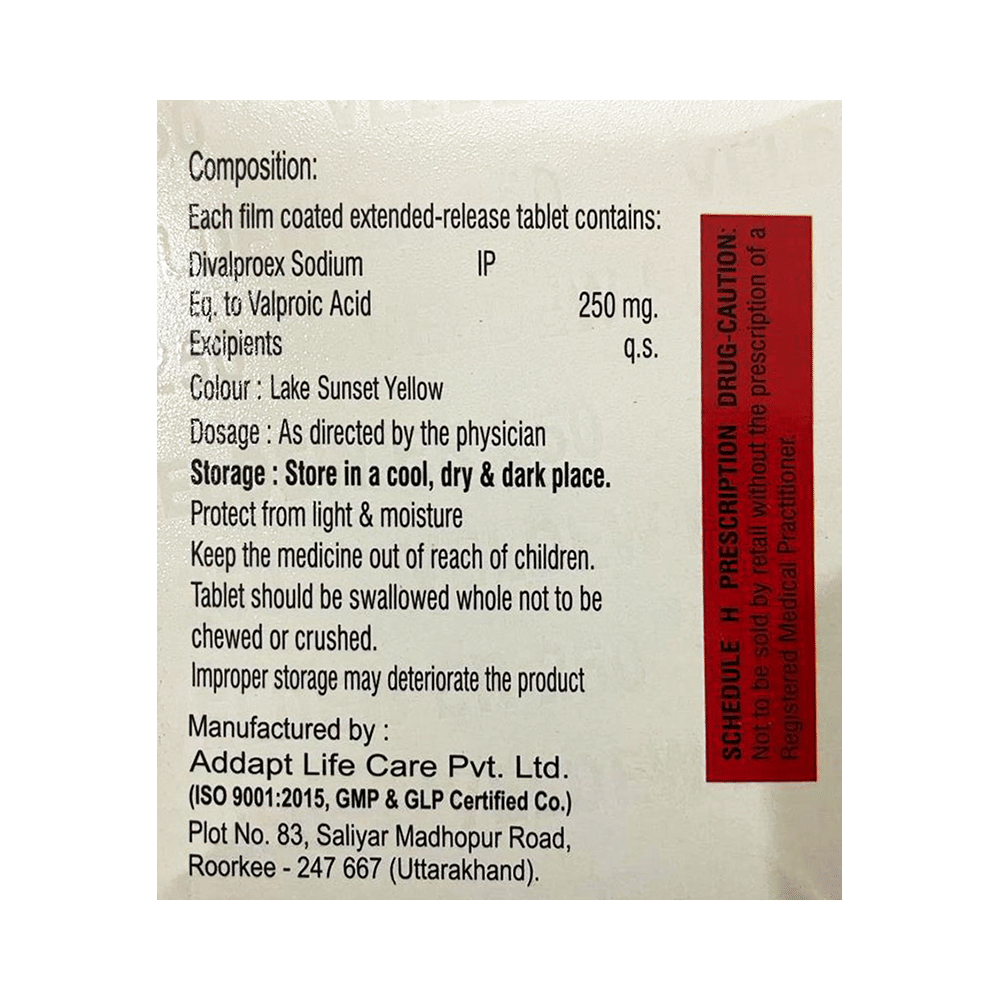 Composition:
Each film coated extended-release tablet contains:
Divalproex Sodium IP
Eq. to Valproic Acid 250 mg.
Excipients q.s.
Colour : Lake Sunset Yellow
Dosage : As directed by the physician
Storage : Store in a cool, dry & dark place.
Protect from light & moisture
Keep the medicine out of reach of children.
Tablet should be swallowed whole not to be
chewed or crushed.
Improper storage may deteriorate the product
Manufactured by :
Addapt Life Care Pvt. Ltd.
(ISO 9001:2015, GMP & GLP Certified Co.)
Plot No. 83, Saliyar Madhopur Road,
Roorkee - 247 667 (Uttarakhand).
SCHEDULE H PRESCRIPTION DRUG-CAUTION:
Not to be sold by retail without the prescription of a
Registered Medical Practitioner.